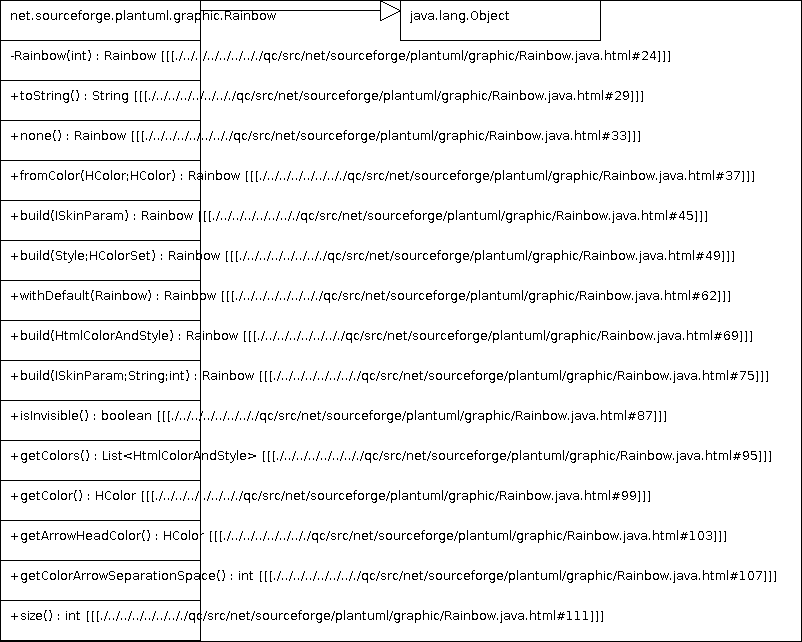 net.sourceforge.plantuml.graphic.Rainbow
java.lang.Object
-Rainbow(int) : Rainbow [[[./../../../../../../qc/src/net/sourceforge/plantuml/graphic/Rainbow.java.html#24]]]
+toString() : String [[[./../../../../../../qc/src/net/sourceforge/plantuml/graphic/Rainbow.java.html#29]]]
+none() : Rainbow [[[./../../../../../../qc/src/net/sourceforge/plantuml/graphic/Rainbow.java.html#33]]]
+fromColor(HColor;HColor) : Rainbow [[[./../../../../../../qc/src/net/sourceforge/plantuml/graphic/Rainbow.java.html#37]]]
+build(ISkinParam) : Rainbow [[[./../../../../../../qc/src/net/sourceforge/plantuml/graphic/Rainbow.java.html#45]]]
+build(Style;HColorSet) : Rainbow [[[./../../../../../../qc/src/net/sourceforge/plantuml/graphic/Rainbow.java.html#49]]]
+withDefault(Rainbow) : Rainbow [[[./../../../../../../qc/src/net/sourceforge/plantuml/graphic/Rainbow.java.html#62]]]
+build(HtmlColorAndStyle) : Rainbow [[[./../../../../../../qc/src/net/sourceforge/plantuml/graphic/Rainbow.java.html#69]]]
+build(ISkinParam;String;int) : Rainbow [[[./../../../../../../qc/src/net/sourceforge/plantuml/graphic/Rainbow.java.html#75]]]
+isInvisible() : boolean [[[./../../../../../../qc/src/net/sourceforge/plantuml/graphic/Rainbow.java.html#87]]]
+getColors() : List<HtmlColorAndStyle> [[[./../../../../../../qc/src/net/sourceforge/plantuml/graphic/Rainbow.java.html#95]]]
+getColor() : HColor [[[./../../../../../../qc/src/net/sourceforge/plantuml/graphic/Rainbow.java.html#99]]]
+getArrowHeadColor() : HColor [[[./../../../../../../qc/src/net/sourceforge/plantuml/graphic/Rainbow.java.html#103]]]
+getColorArrowSeparationSpace() : int [[[./../../../../../../qc/src/net/sourceforge/plantuml/graphic/Rainbow.java.html#107]]]
+size() : int [[[./../../../../../../qc/src/net/sourceforge/plantuml/graphic/Rainbow.java.html#111]]]